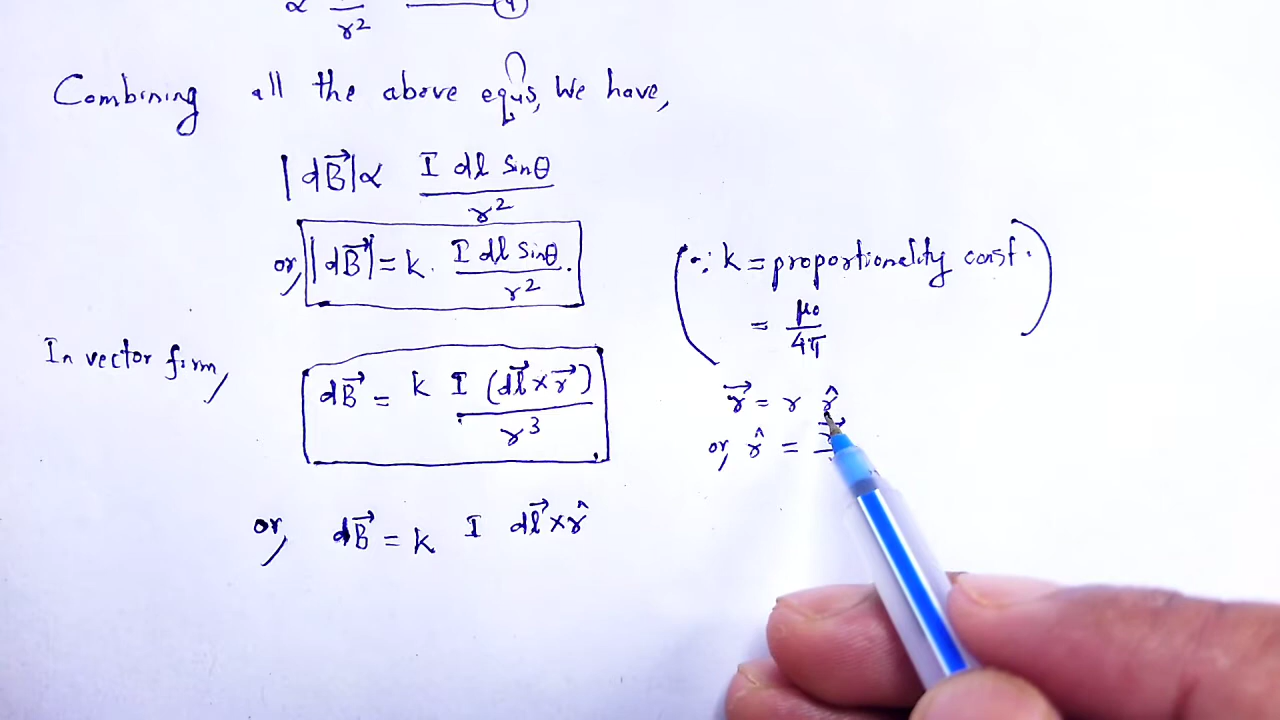 ∝ / r²
Combining all the above eqns, We have,
|dB⃗| ∝ I dl sinθ / r²
or, |dB⃗| = k. I dl sinθ / r².
(∵ k = proportionality const.
= μ₀ / 4π)
In vector form,
dB⃗ = k I (dl⃗ × r⃗) / r³
r⃗ = r r̂
or, r̂ = r⃗ /
or, dB⃗ = k I dl⃗ × r̂